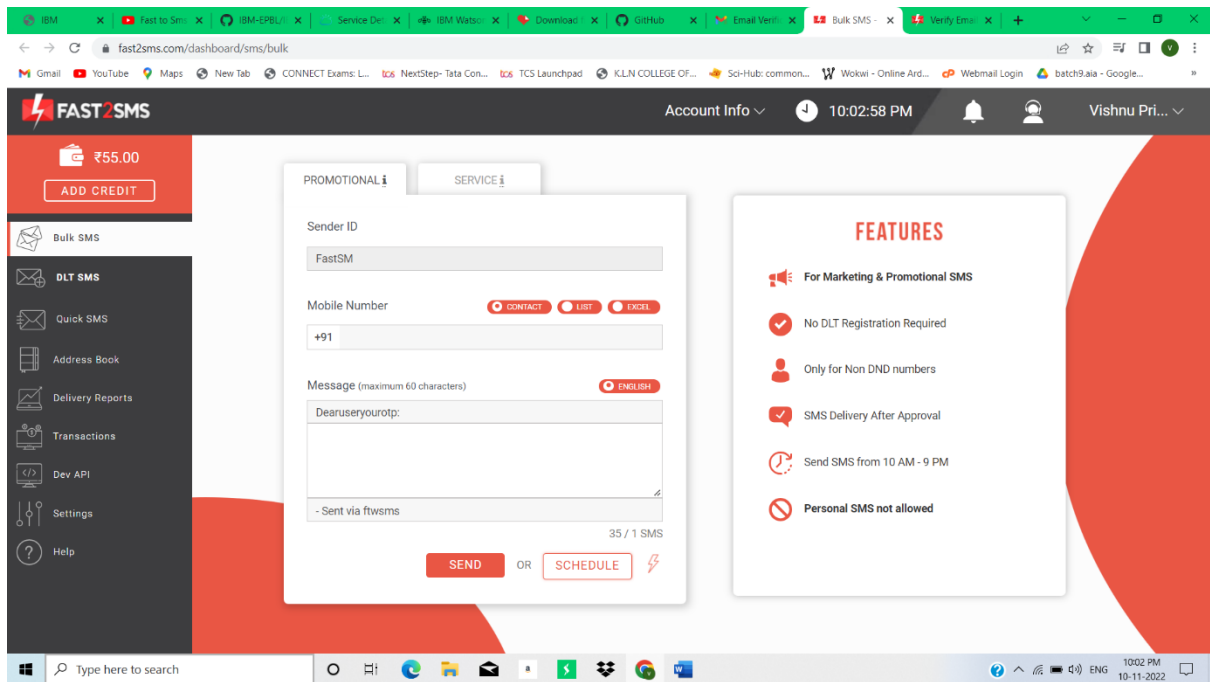 IBM
Fast to Sms
IBM-EPBL/I
Service Des
IBM Watson
Download
GitHub
Email Verifi
Bulk SMS -
Verify Email
fast2sms.com/dashboard/sms/bulk
V
Gmail
YouTube
Maps
New Tab
CONNECT Exams: L...
NextStep- Tata Con...
TCS Launchpad
K.L.N COLLEGE OF...
Sci-Hub: common...
Wokwi - Online Ard...
Webmail Login
batch9.aia - Google...
»
FAST2SMS
Account Info
10:02:58 PM
Vishnu Pri...
₹55.00
ADD CREDIT
Bulk SMS
DLT SMS
Quick SMS
Address Book
Delivery Reports
Transactions
Dev API
Settings
Help
PROMOTIONAL i
SERVICE i
Sender ID
FastSM
Mobile Number
CONTACT
LIST
EXCEL
+91
Message (maximum 60 characters)
ENGLISH
Dearuseryourotp:
- Sent via ftwsms
35 / 1 SMS
SEND
OR
SCHEDULE
FEATURES
For Marketing & Promotional SMS
No DLT Registration Required
Only for Non DND numbers
SMS Delivery After Approval
Send SMS from 10 AM - 9 PM
Personal SMS not allowed
Type here to search
ENG
10:02 PM
10-11-2022